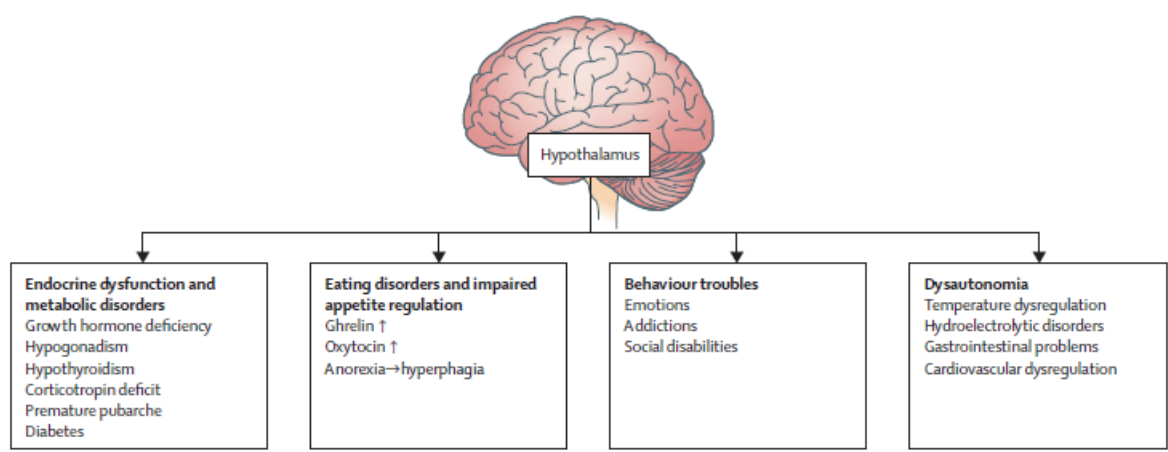 Hypothalamus
Endocrine dysfunction and
metabolic disorders
Growth hormone deficiency
Hypogonadism
Hypothyroidism
Corticotropin deficit
Premature pubarche
Diabetes
Eating disorders and impaired
appetite regulation
Ghrelin ↑
Oxytocin ↑
Anorexia→hyperphagia
Behaviour troubles
Emotions
Addictions
Social disabilities
Dysautonomia
Temperature dysregulation
Hydroelectrolytic disorders
Gastrointestinal problems
Cardiovascular dysregulation